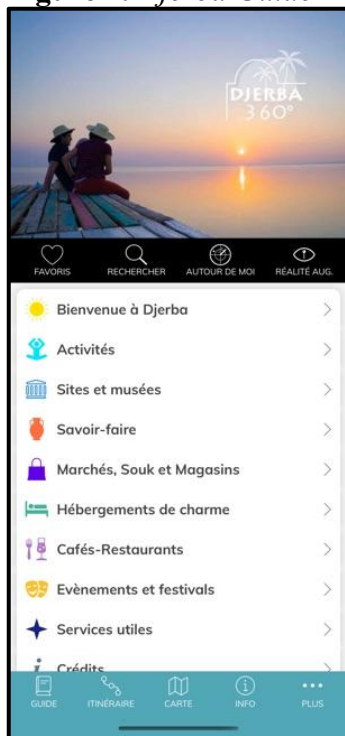 DJERBA
360°
FAVORIS RECHERCHER AUTOUR DE MOI RÉALITÉ AUG.
Bienvenue à Djerba
Activités
Sites et musées
Savoir-faire
Marchés, Souk et Magasins
Hébergements de charme
Cafés-Restaurants
Evènements et festivals
Services utiles
Crédits
GUIDE ITINÉRAIRE CARTE INFO PLUS